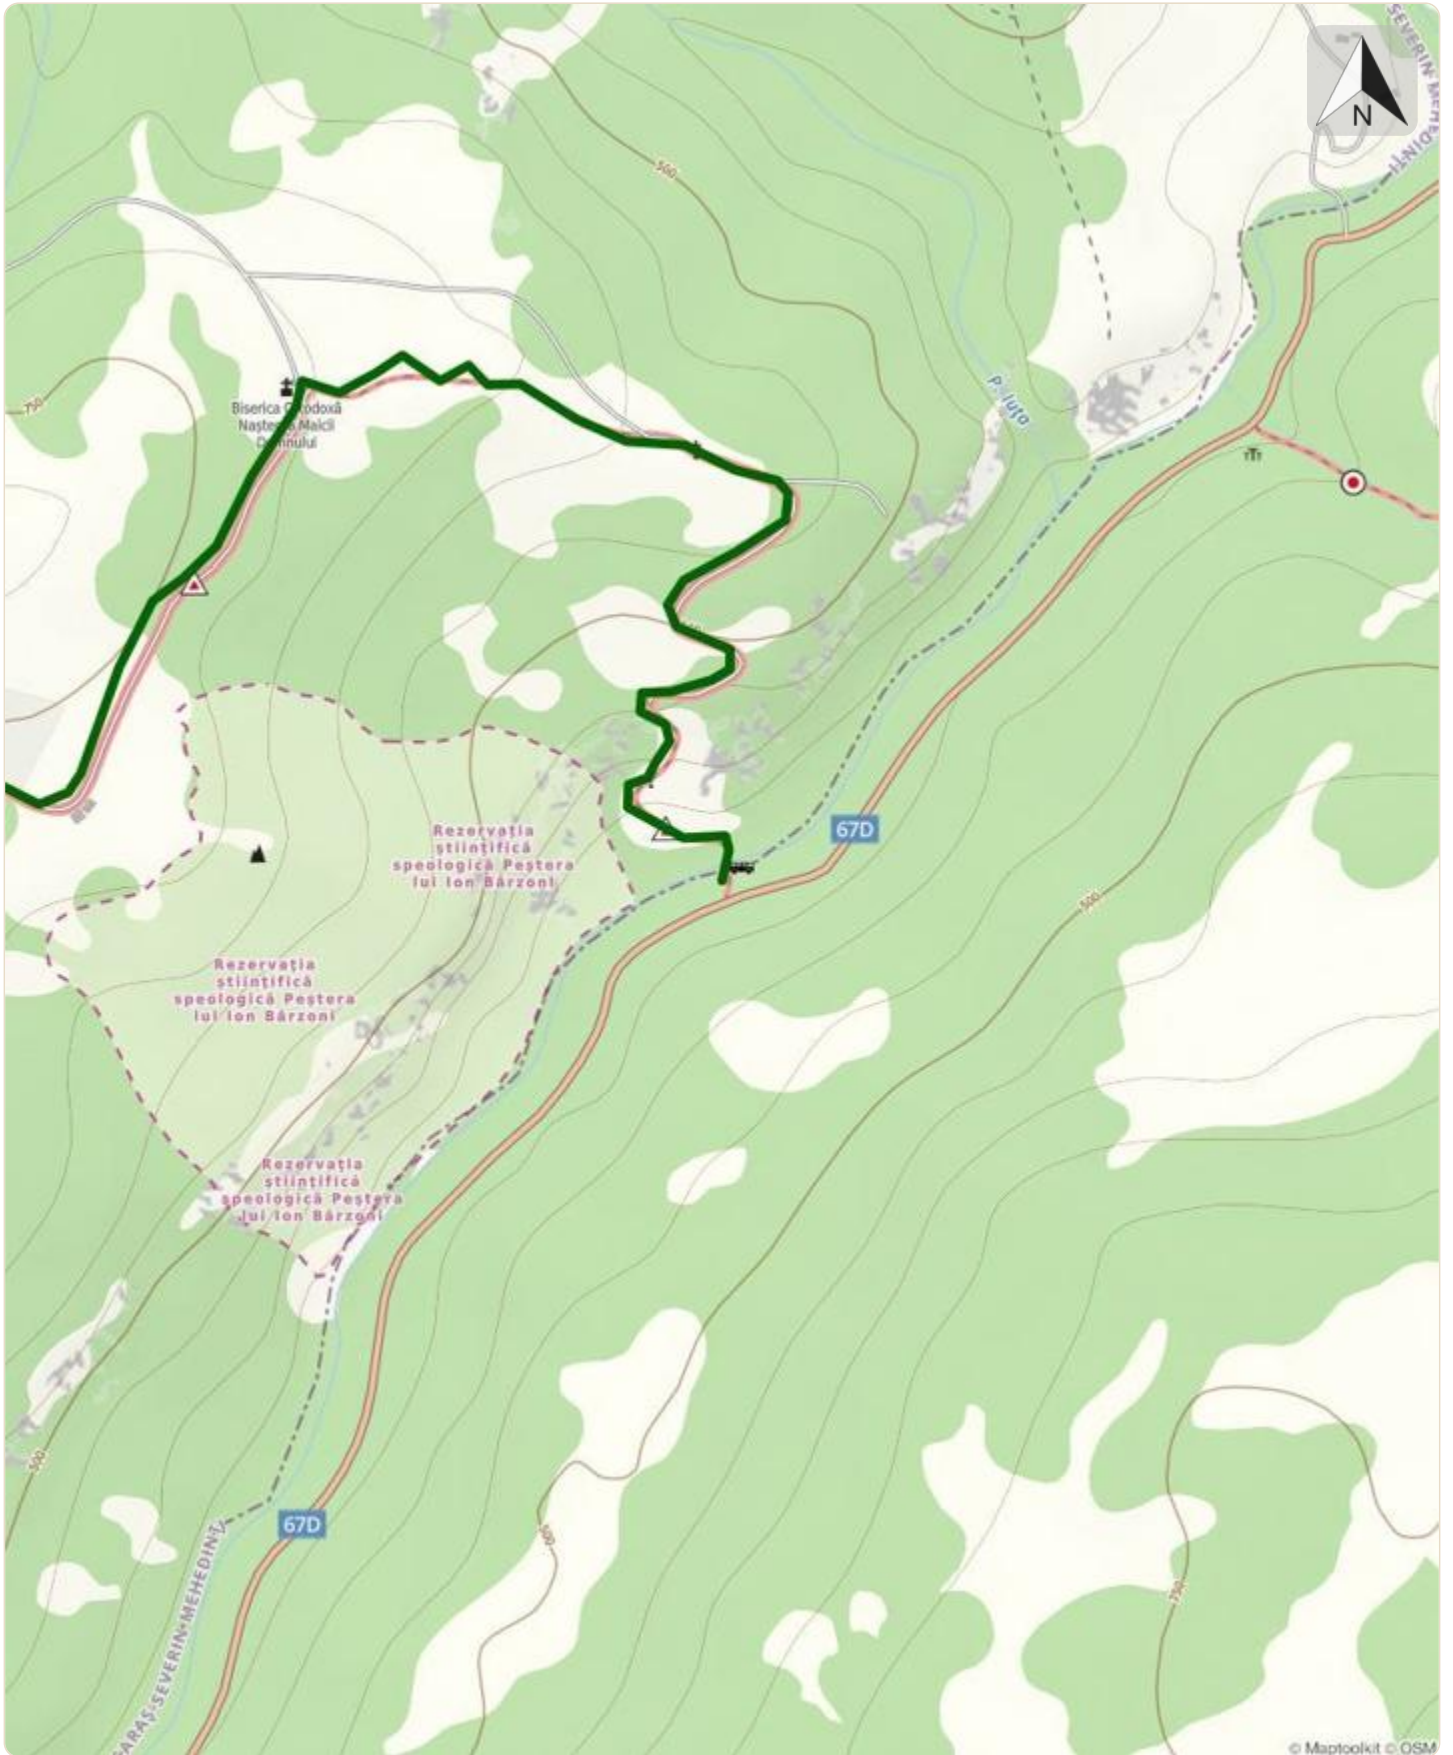 SEVERIN MEHEDINȚI
N
500
P. Iuța
750
Biserica Ortodoxă
Nașterea Maicii
Domnului
67D
Rezervația
științifică
speologică Peștera
lui Ion Bârzoni
500
Rezervația
științifică
speologică Peștera
lui Ion Bârzoni
Rezervația
științifică
speologică Peștera
lui Ion Bârzoni
500
67D
500
750
CARAȘ-SEVERIN-MEHEDINȚI
© Maptoolkit © OSM